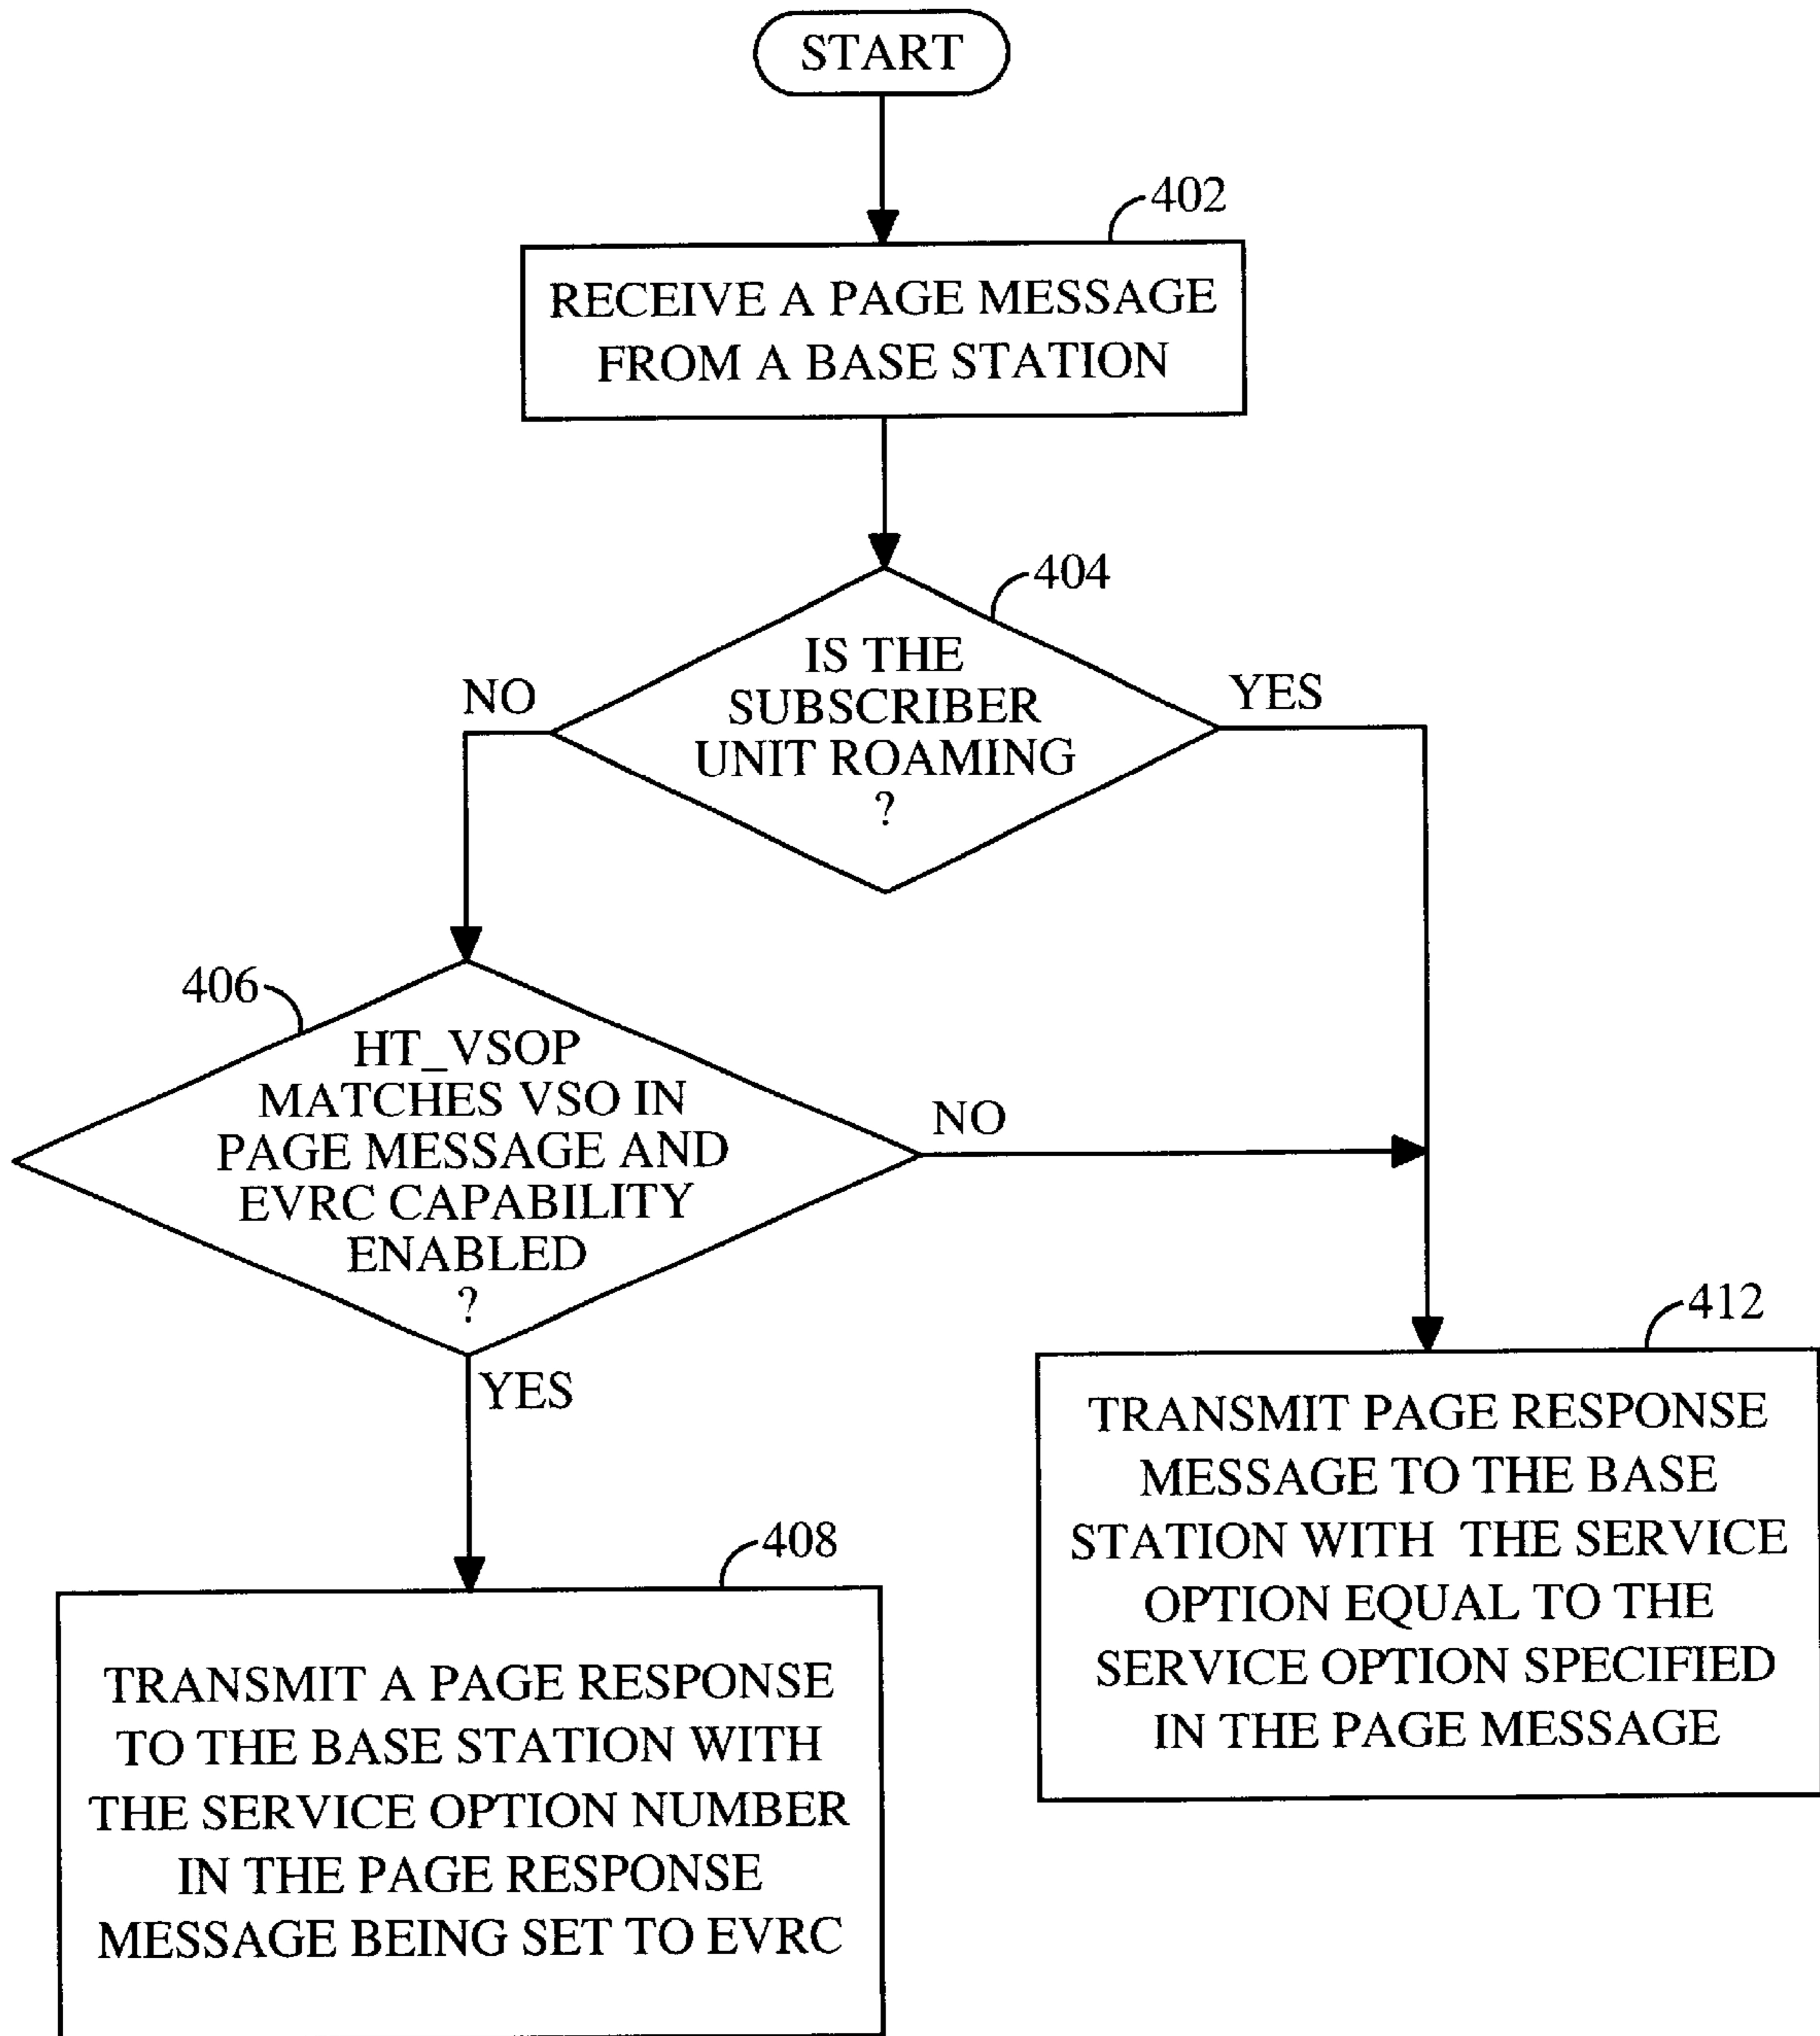 START
402
RECEIVE A PAGE MESSAGE
FROM A BASE STATION
404
IS THE
SUBSCRIBER
UNIT ROAMING
?
NO
YES
406
HT_VSOP
MATCHES VSO IN
PAGE MESSAGE AND
EVRC CAPABILITY
ENABLED
?
NO
YES
412
TRANSMIT PAGE RESPONSE
MESSAGE TO THE BASE
STATION WITH THE SERVICE
OPTION EQUAL TO THE
SERVICE OPTION SPECIFIED
IN THE PAGE MESSAGE
408
TRANSMIT A PAGE RESPONSE
TO THE BASE STATION WITH
THE SERVICE OPTION NUMBER
IN THE PAGE RESPONSE
MESSAGE BEING SET TO EVRC